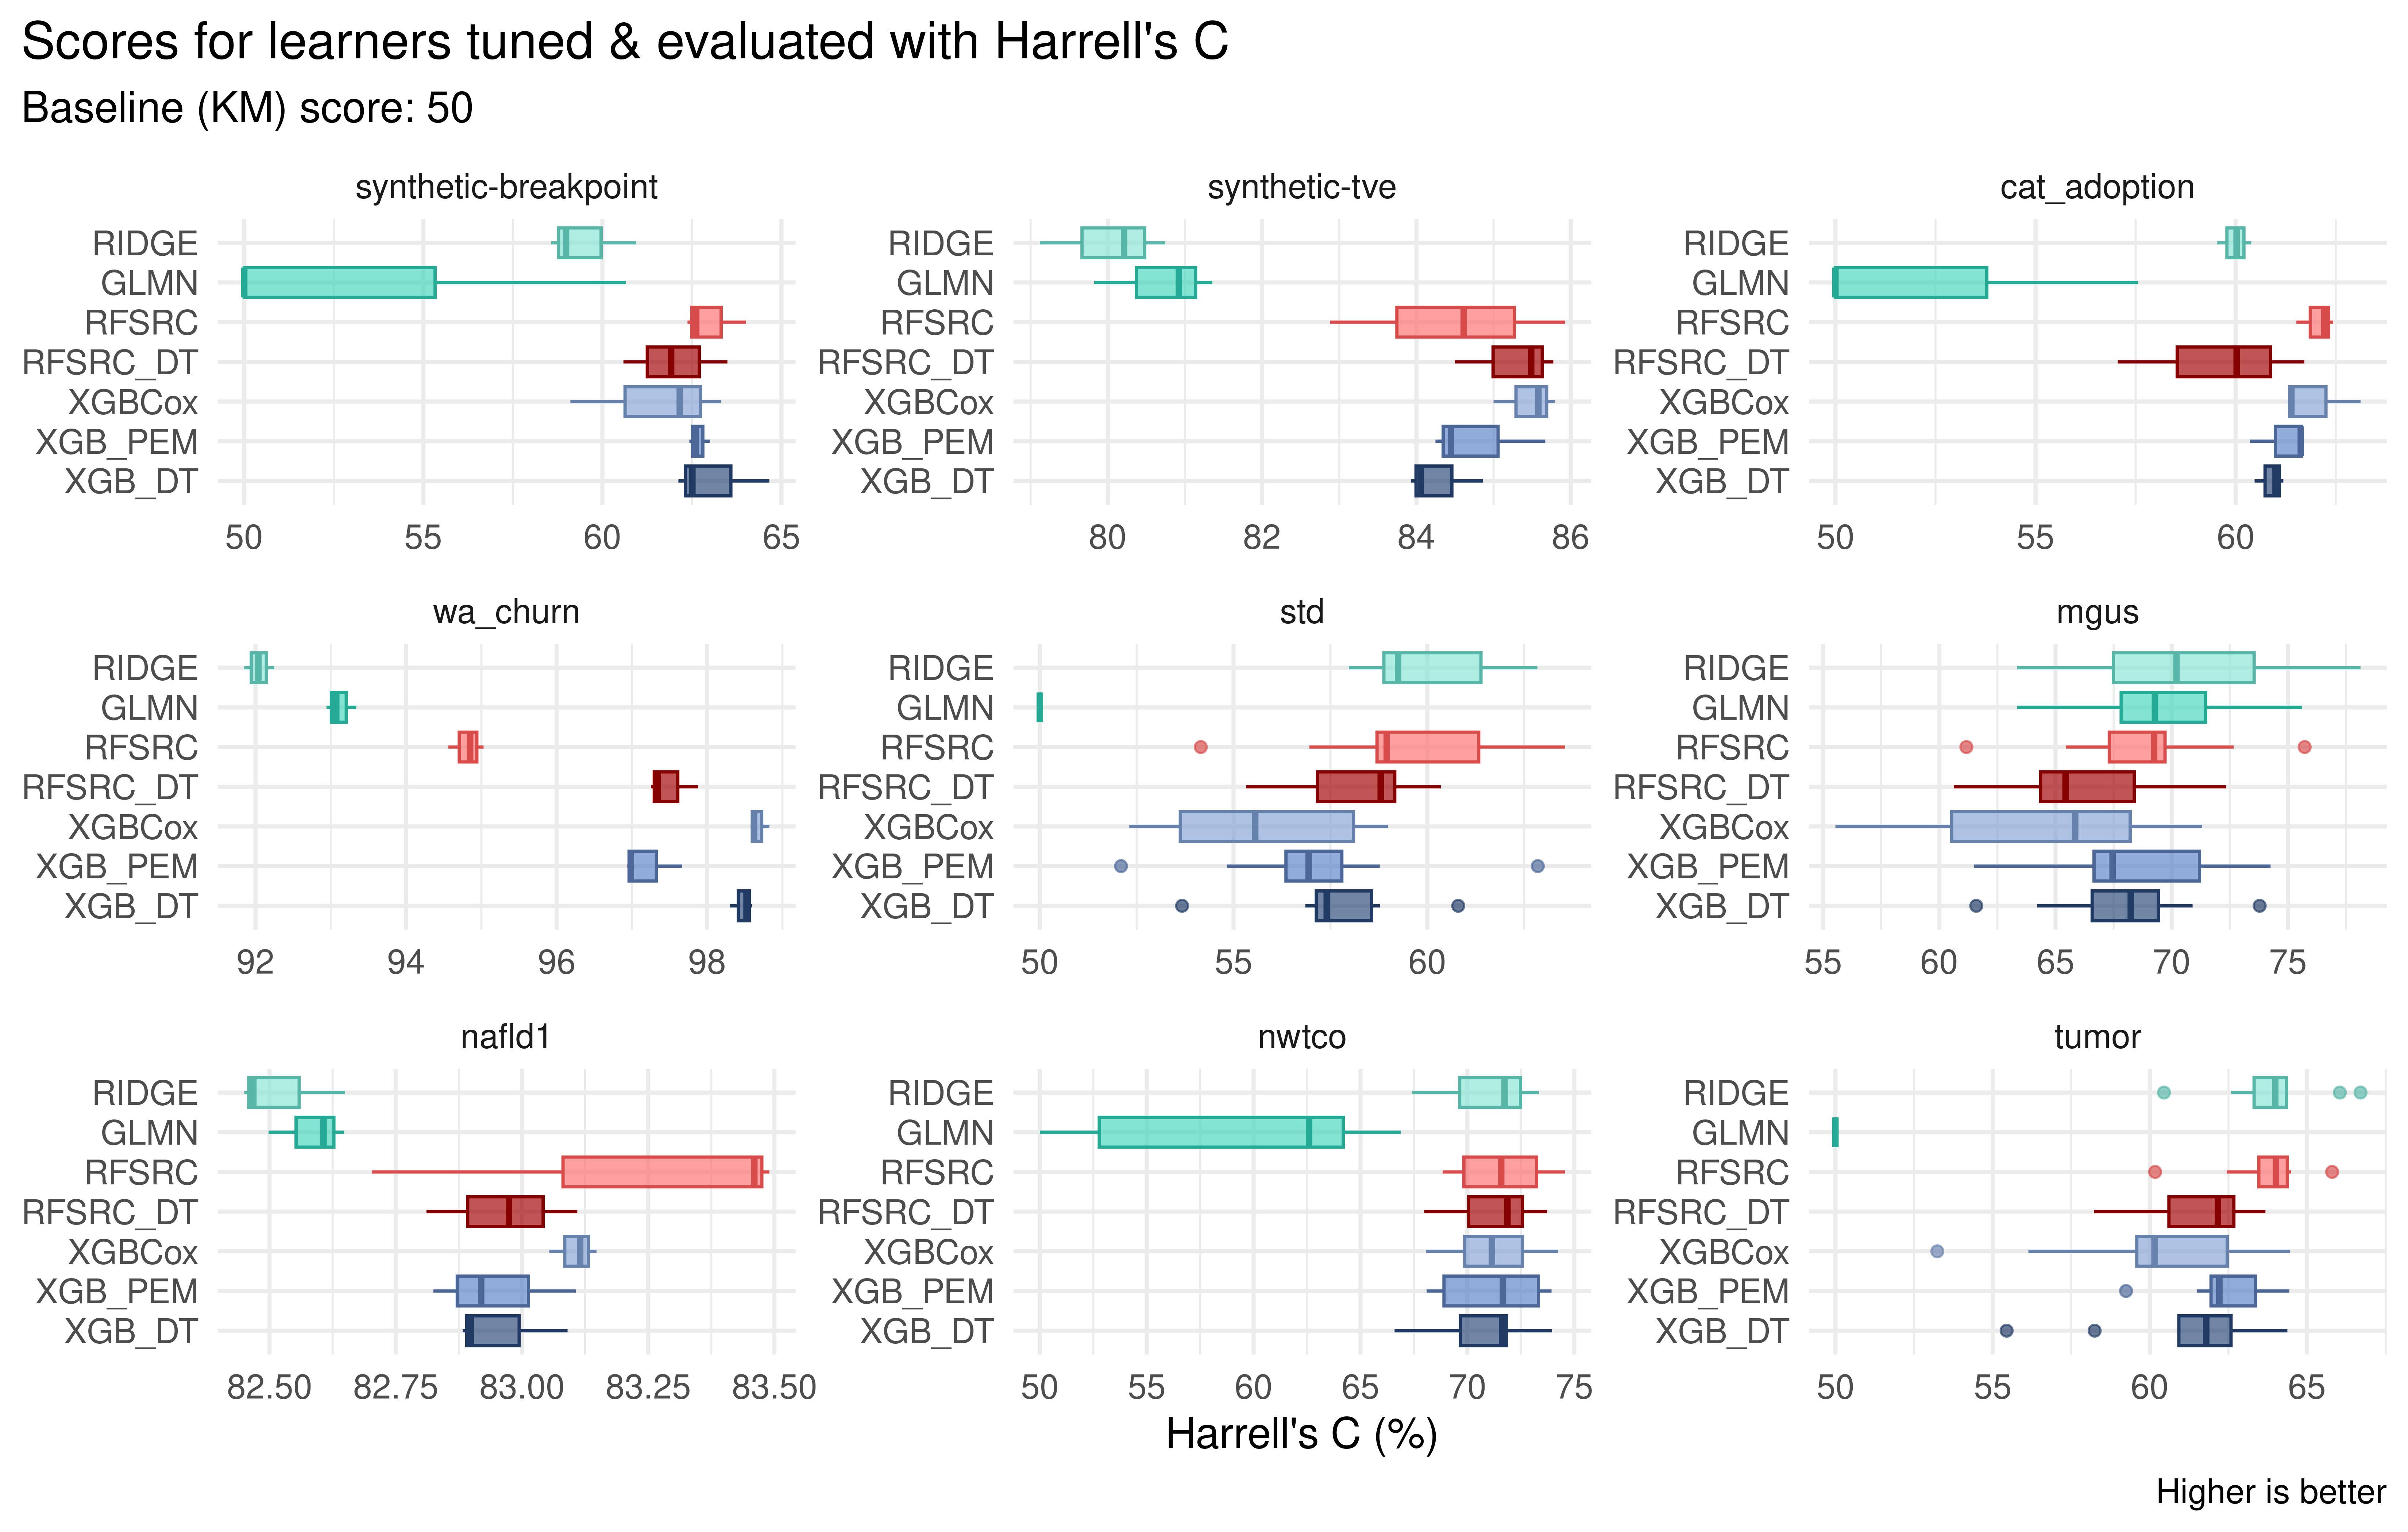 Scores for learners tuned & evaluated with Harrell's C
Baseline (KM) score: 50
synthetic-breakpoint
RIDGE
GLMN
RFSRC
RFSRC_DT
XGBCox
XGB_PEM
XGB_DT
50 55 60 65
synthetic-tve
RIDGE
GLMN
RFSRC
RFSRC_DT
XGBCox
XGB_PEM
XGB_DT
80 82 84 86
cat_adoption
RIDGE
GLMN
RFSRC
RFSRC_DT
XGBCox
XGB_PEM
XGB_DT
50 55 60
wa_churn
RIDGE
GLMN
RFSRC
RFSRC_DT
XGBCox
XGB_PEM
XGB_DT
92 94 96 98
std
RIDGE
GLMN
RFSRC
RFSRC_DT
XGBCox
XGB_PEM
XGB_DT
50 55 60
mgus
RIDGE
GLMN
RFSRC
RFSRC_DT
XGBCox
XGB_PEM
XGB_DT
55 60 65 70 75
nafld1
RIDGE
GLMN
RFSRC
RFSRC_DT
XGBCox
XGB_PEM
XGB_DT
82.50 82.75 83.00 83.25 83.50
nwtco
RIDGE
GLMN
RFSRC
RFSRC_DT
XGBCox
XGB_PEM
XGB_DT
50 55 60 65 70 75
tumor
RIDGE
GLMN
RFSRC
RFSRC_DT
XGBCox
XGB_PEM
XGB_DT
50 55 60 65
Harrell's C (%)
Higher is better